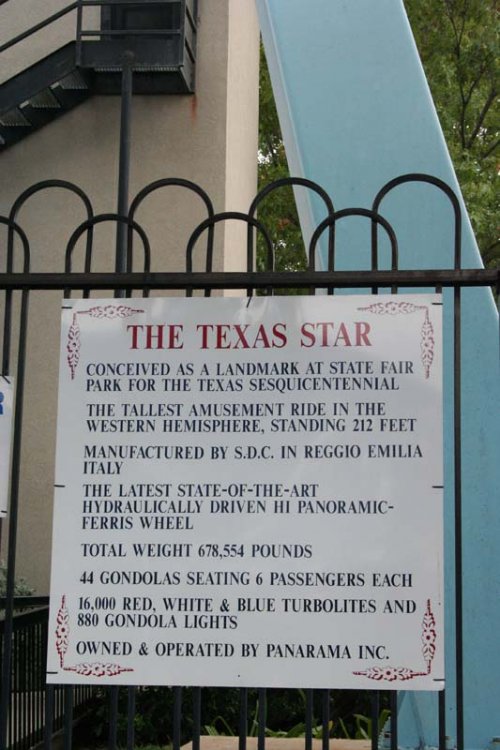 THE TEXAS STAR
CONCEIVED AS A LANDMARK AT STATE FAIR
PARK FOR THE TEXAS SESQUICENTENNIAL
THE TALLEST AMUSEMENT RIDE IN THE
WESTERN HEMISPHERE, STANDING 212 FEET
MANUFACTURED BY S.D.C. IN REGGIO EMILIA
ITALY
THE LATEST STATE-OF-THE-ART
HYDRAULICALLY DRIVEN HI PANORAMIC-
FERRIS WHEEL
TOTAL WEIGHT 678,554 POUNDS
44 GONDOLAS SEATING 6 PASSENGERS EACH
16,000 RED, WHITE & BLUE TURBOLITES AND
880 GONDOLA LIGHTS
OWNED & OPERATED BY PANARAMA INC.